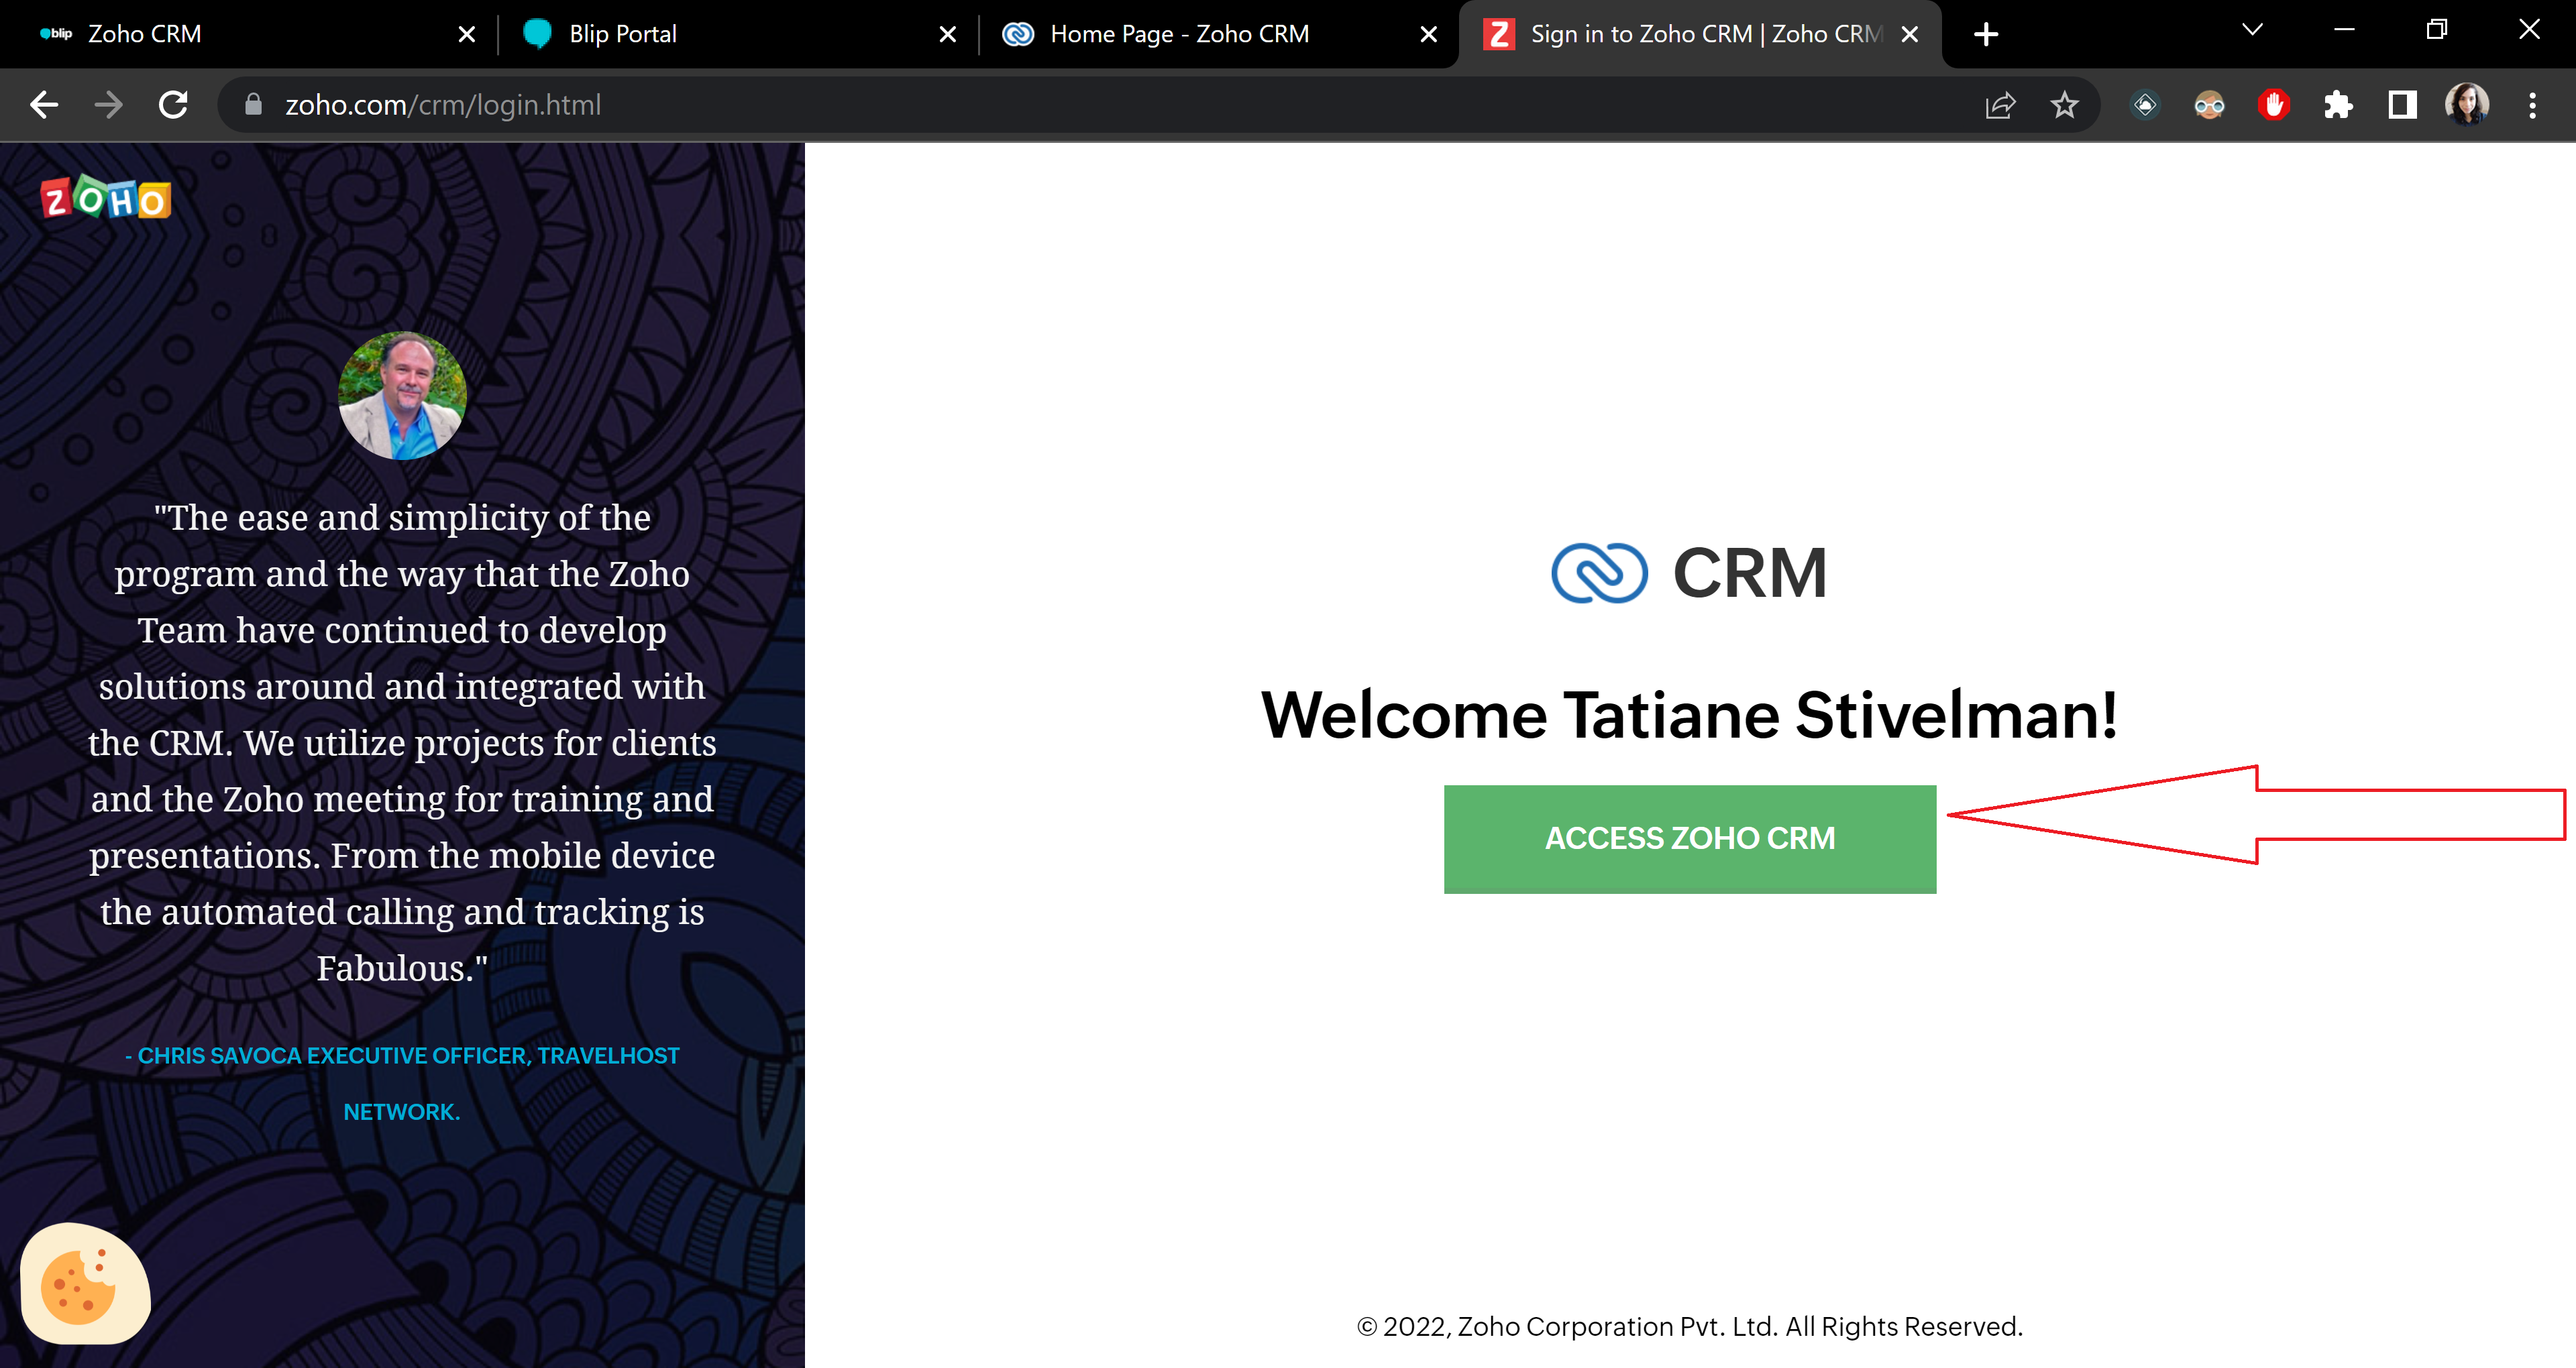 blip Zoho CRM
Blip Portal
Home Page - Zoho CRM
Z Sign in to Zoho CRM | Zoho CRM
zoho.com/crm/login.html
ZOHO
"The ease and simplicity of the
program and the way that the Zoho
Team have continued to develop
solutions around and integrated with
the CRM. We utilize projects for clients
and the Zoho meeting for training and
presentations. From the mobile device
the automated calling and tracking is
Fabulous."
- CHRIS SAVOCA EXECUTIVE OFFICER, TRAVELHOST
NETWORK.
CRM
Welcome Tatiane Stivelman!
ACCESS ZOHO CRM
© 2022, Zoho Corporation Pvt. Ltd. All Rights Reserved.